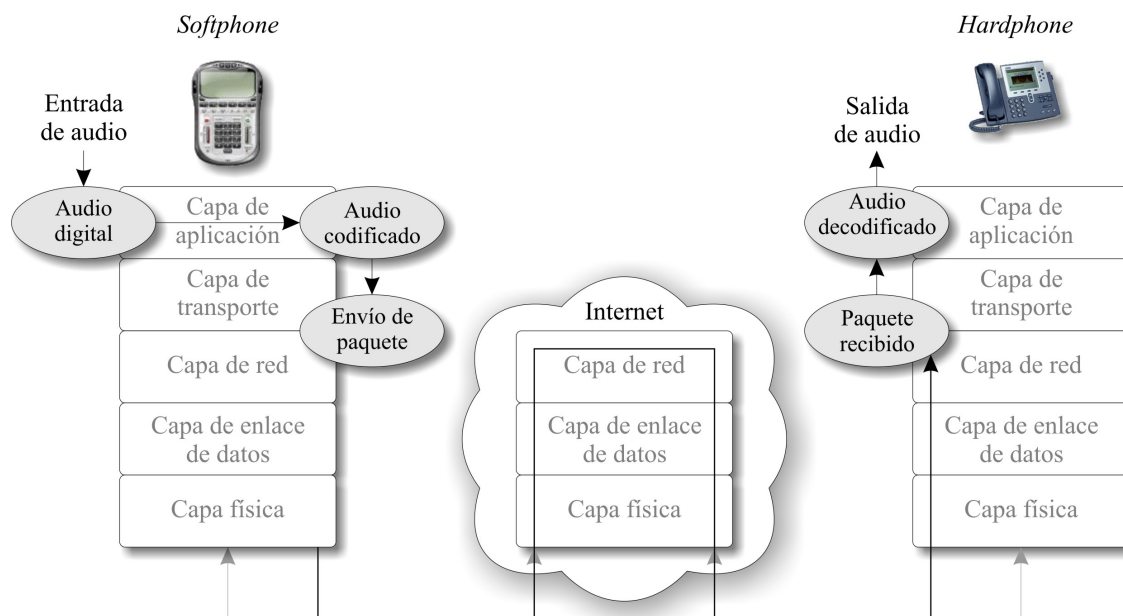 Softphone
Hardphone
Entrada
de audio
Salida
de audio
Audio
digital
Capa de
aplicación
Audio
codificado
Audio
decodificado
Capa de
aplicación
Capa de
transporte
Envío de
paquete
Internet
Paquete
recibido
Capa de
transporte
Capa de red
Capa de red
Capa de red
Capa de enlace
de datos
Capa de enlace
de datos
Capa de enlace
de datos
Capa física
Capa física
Capa física